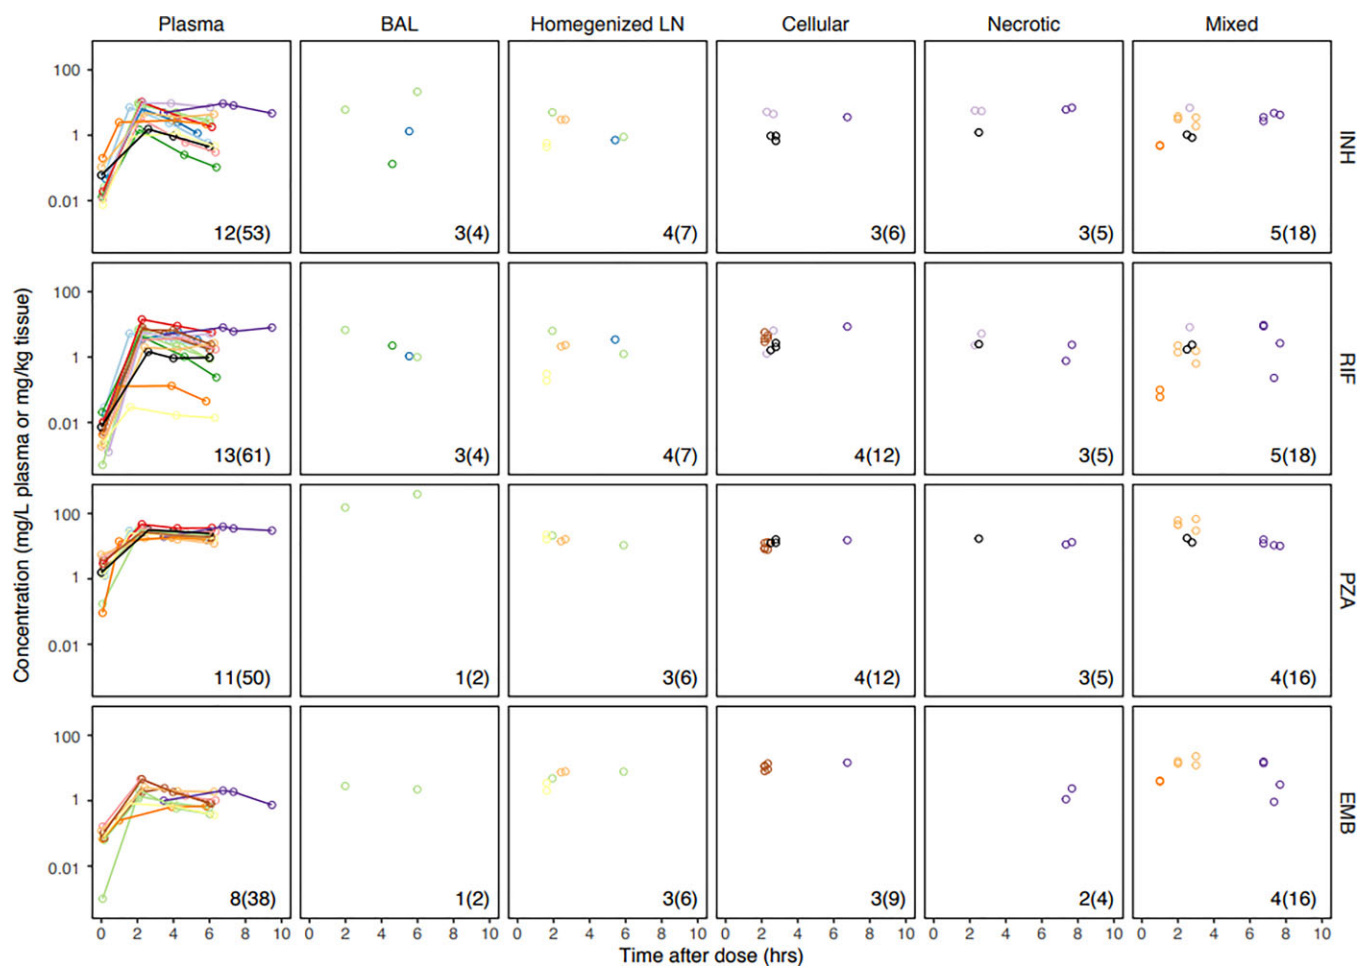 Plasma BAL Homegenized LN Cellular Necrotic Mixed
Concentration (mg/L plasma or mg/kg tissue)
100
1
0.01
12(53) 3(4) 4(7) 3(6) 3(5) 5(18)
INH
100
1
0.01
13(61) 3(4) 4(7) 4(12) 3(5) 5(18)
RIF
100
1
0.01
11(50) 1(2) 3(6) 4(12) 3(5) 4(16)
PZA
100
1
0.01
8(38) 1(2) 3(6) 3(9) 2(4) 4(16)
EMB
0 2 4 6 8 10 0 2 4 6 8 10 0 2 4 6 8 10 0 2 4 6 8 10 0 2 4 6 8 10 0 2 4 6 8 10
Time after dose (hrs)